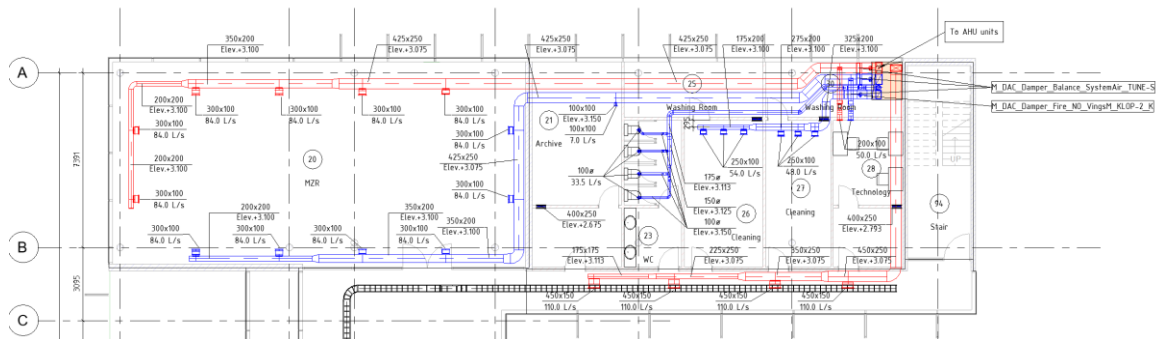 350x200
Elev.+3.100
425x250
Elev.+3.075
425x250
Elev.+3.075
425x250
Elev.+3.075
175x200
Elev.+3.100
275x200
Elev.+3.100
325x200
Elev.+3.100
To AHU units
A
25
Washing Room
Washing Room
M_DAC_Damper_Balance_SystemAir_TUNE-S
M_DAC_Damper_Fire_NO_VingsM_KLOP-2_K
200x200
Elev.+3.100
300x100
84.0 L/s
300x100
84.0 L/s
300x100
84.0 L/s
300x100
84.0 L/s
100x100
Elev.+3.150
100x100
7.0 L/s
21
Archive
300x100
84.0 L/s
300x100
84.0 L/s
7391
20
MZR
200x200
Elev.+3.100
425x250
Elev.+3.075
100ø
33.5 L/s
250x100
54.0 L/s
250x100
48.0 L/s
200x100
50.0 L/s
28
Technology
UP
300x100
84.0 L/s
300x100
84.0 L/s
175ø
Elev.+3.113
150ø
Elev.+3.125
100ø
Elev.+3.150
27
Cleaning
26
Cleaning
94
Stair
200x200
Elev.+3.100
350x200
Elev.+3.100
350x200
Elev.+3.100
400x250
Elev.+2.675
400x250
Elev.+2.793
300x100
84.0 L/s
300x100
84.0 L/s
300x100
84.0 L/s
300x100
84.0 L/s
B
23
WC
175x175
Elev.+3.113
225x250
Elev.+3.075
350x250
Elev.+3.075
450x250
Elev.+3.075
3095
450x150
110.0 L/s
450x150
110.0 L/s
450x150
110.0 L/s
450x150
110.0 L/s
C